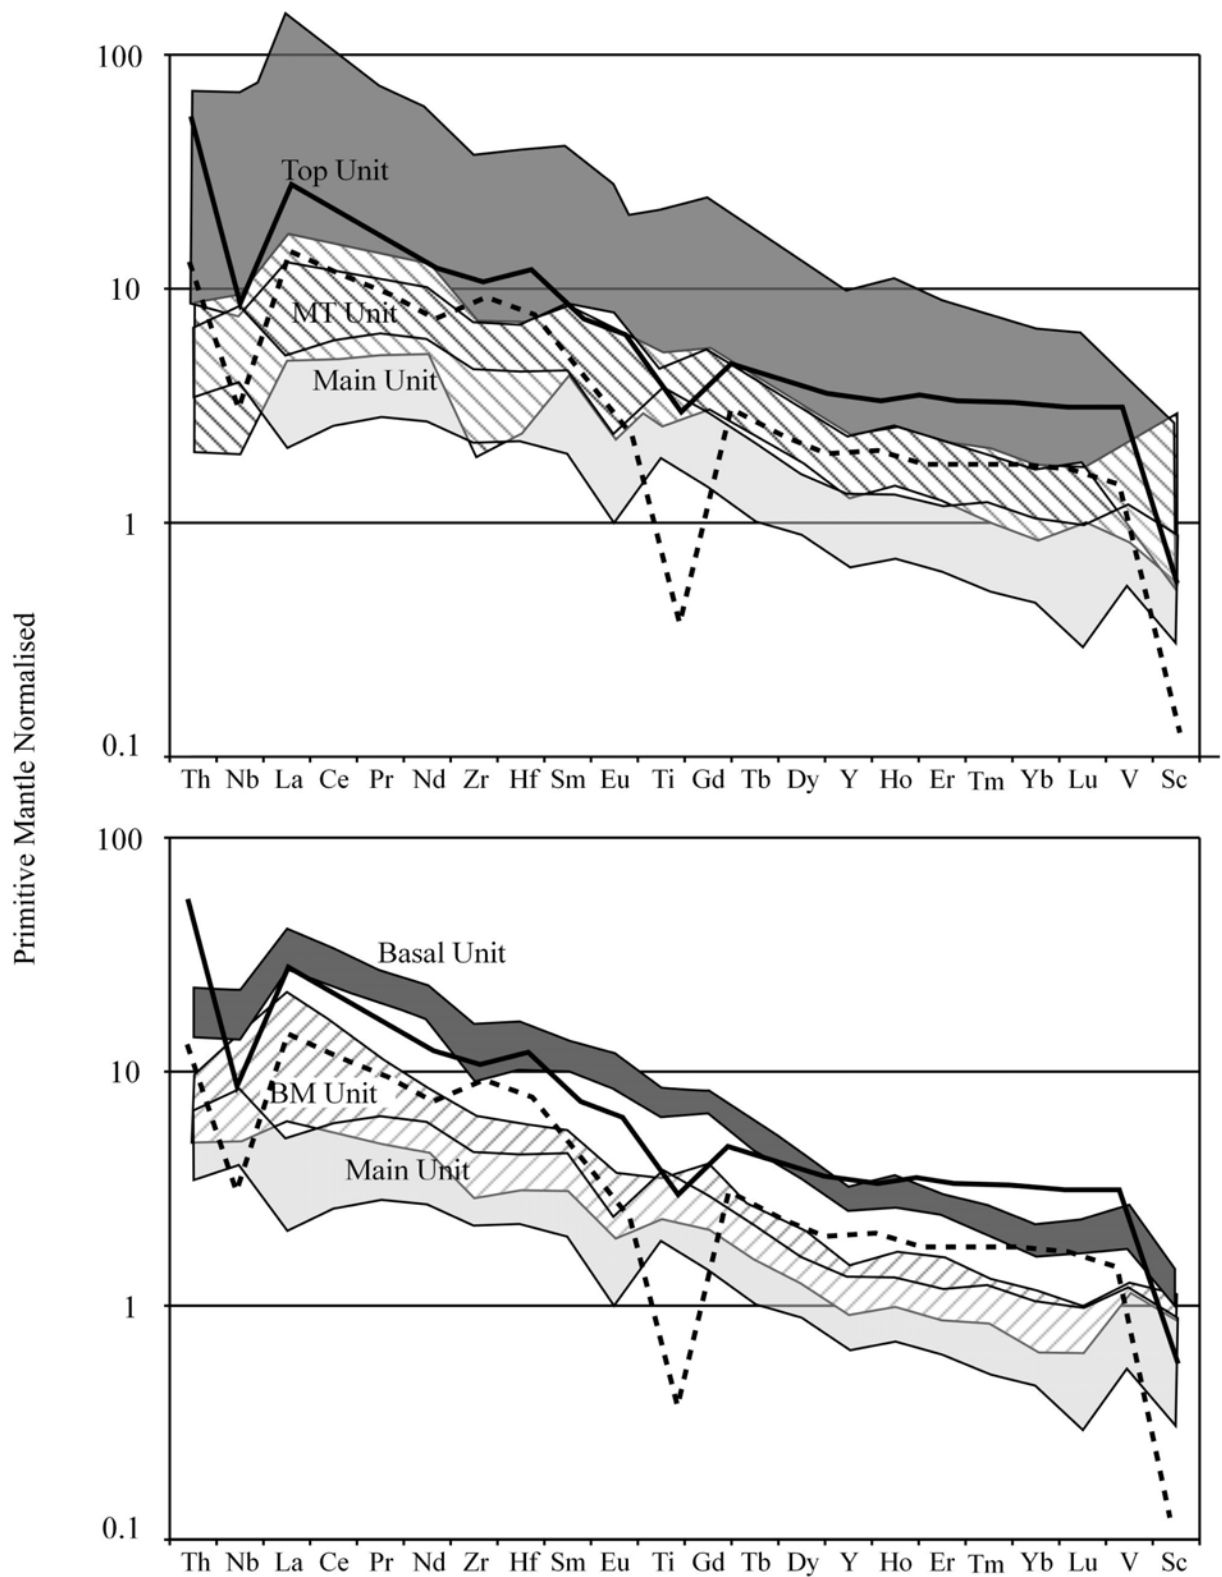 100
Top Unit
10
MT Unit
Main Unit
1
0.1
Th Nb La Ce Pr Nd Zr Hf Sm Eu Ti Gd Tb Dy Y Ho Er Tm Yb Lu V Sc
Primitive Mantle Normalised
100
Basal Unit
10
BM Unit
Main Unit
1
0.1
Th Nb La Ce Pr Nd Zr Hf Sm Eu Ti Gd Tb Dy Y Ho Er Tm Yb Lu V Sc